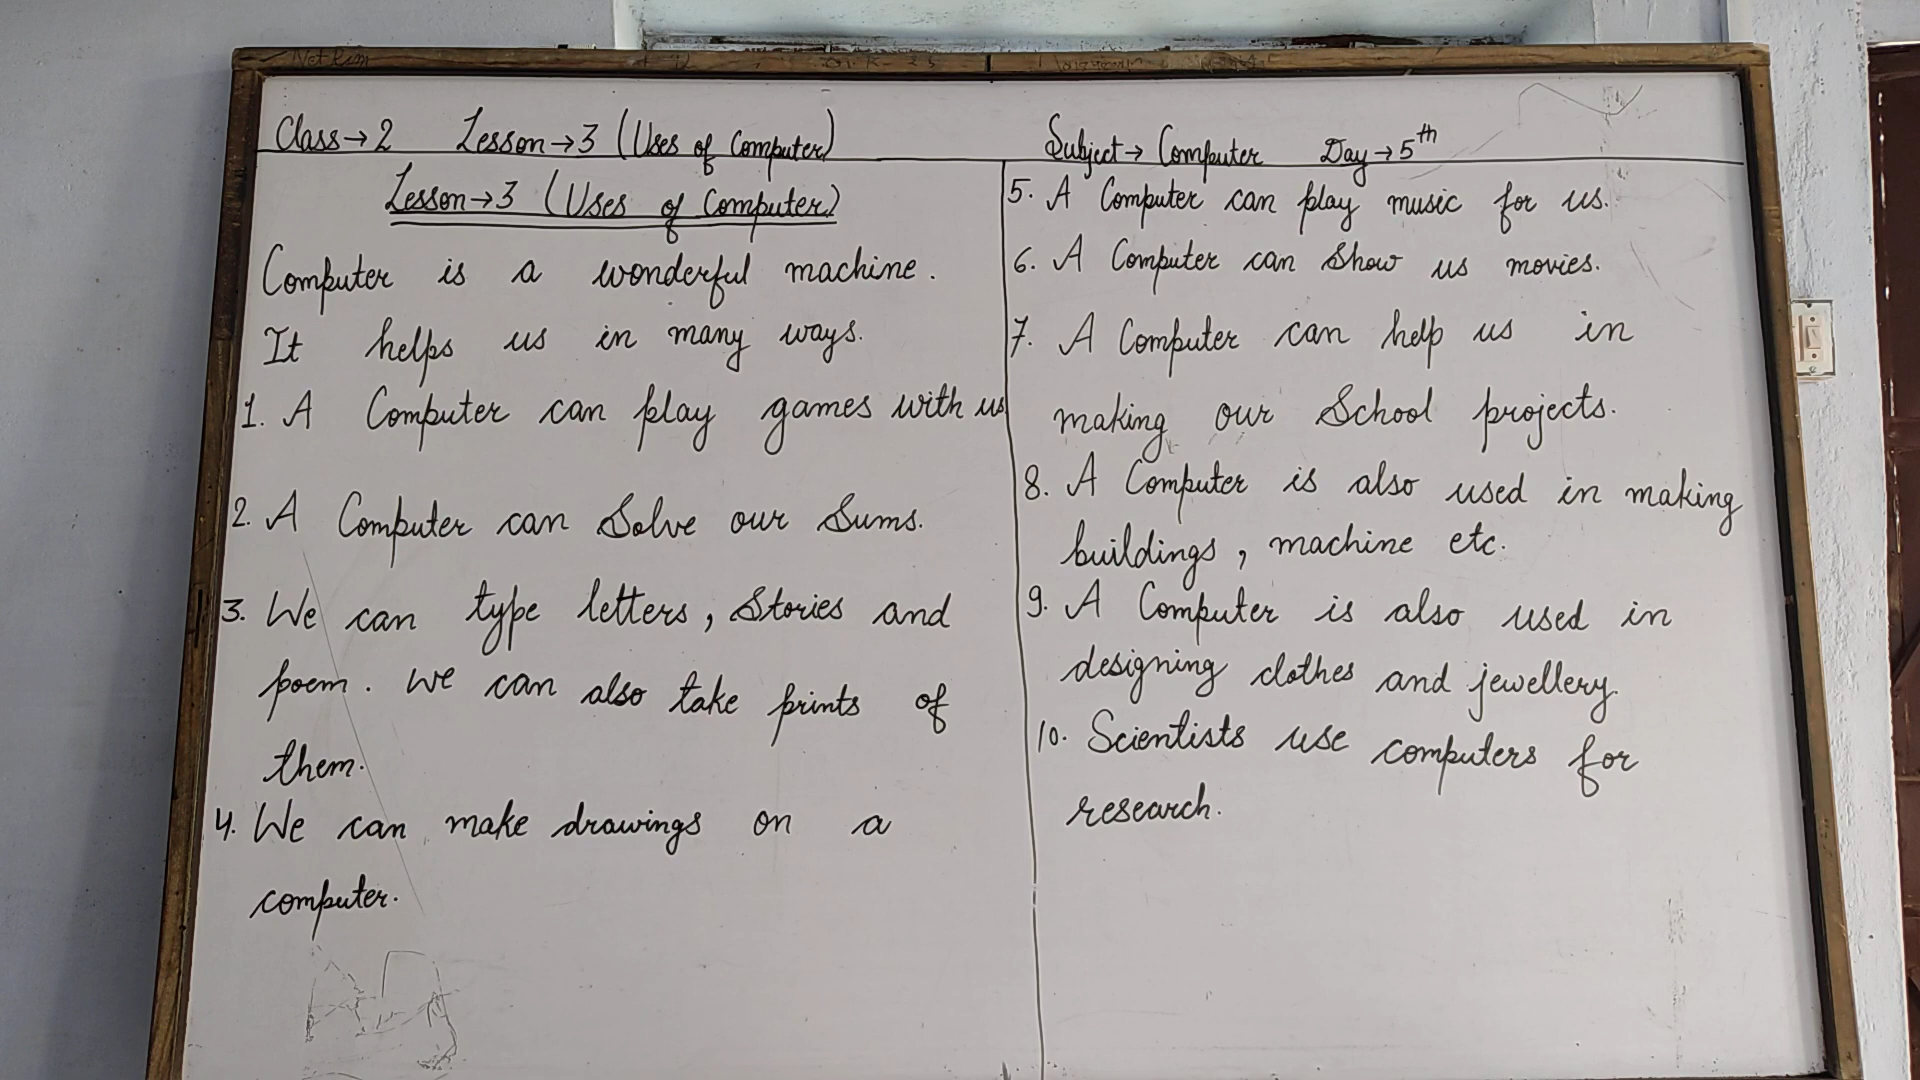 Class→2 Lesson→3 (Uses of Computer)
Subject→ Computer Day→5th
Lesson→3 (Uses of Computer)
Computer is a wonderful machine.
It helps us in many ways.
1. A Computer can play games with us
2. A Computer can Solve our Sums.
3. We can type letters, Stories and
poem. We can also take prints of
them.
4. We can make drawings on a
computer.
5. A Computer can play music for us.
6. A Computer can Show us movies.
7. A Computer can help us in
making our School projects.
8. A Computer is also used in making
buildings, machine etc.
9. A Computer is also used in
designing clothes and jewellery.
10. Scientists use computers for
research.